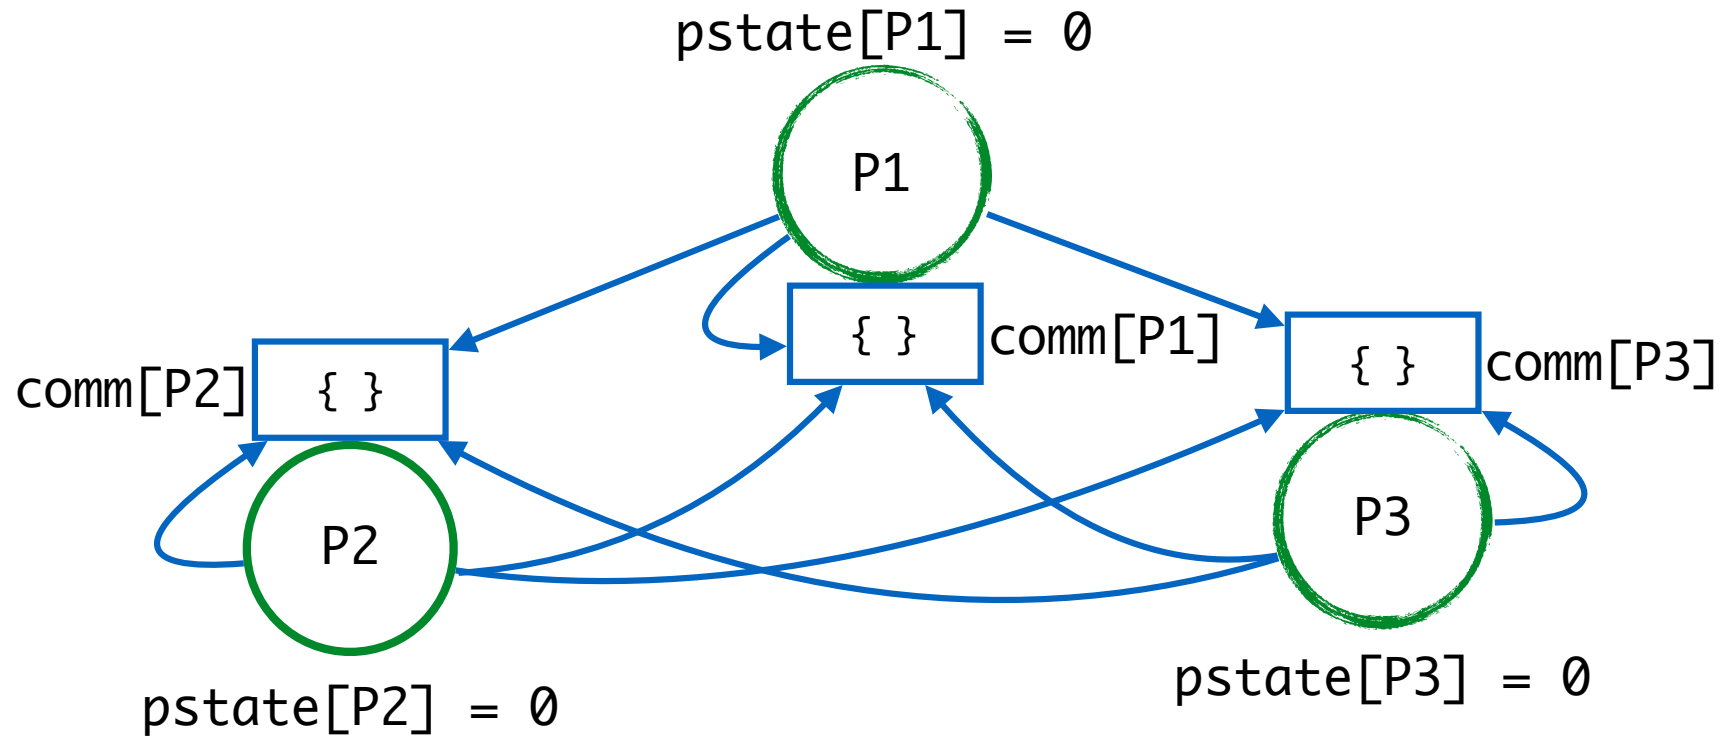 pstate[P1] = 0
P1
{ }
comm[P1]
{ }
comm[P3]
comm[P2]
{ }
P2
P3
pstate[P3] = 0
pstate[P2] = 0